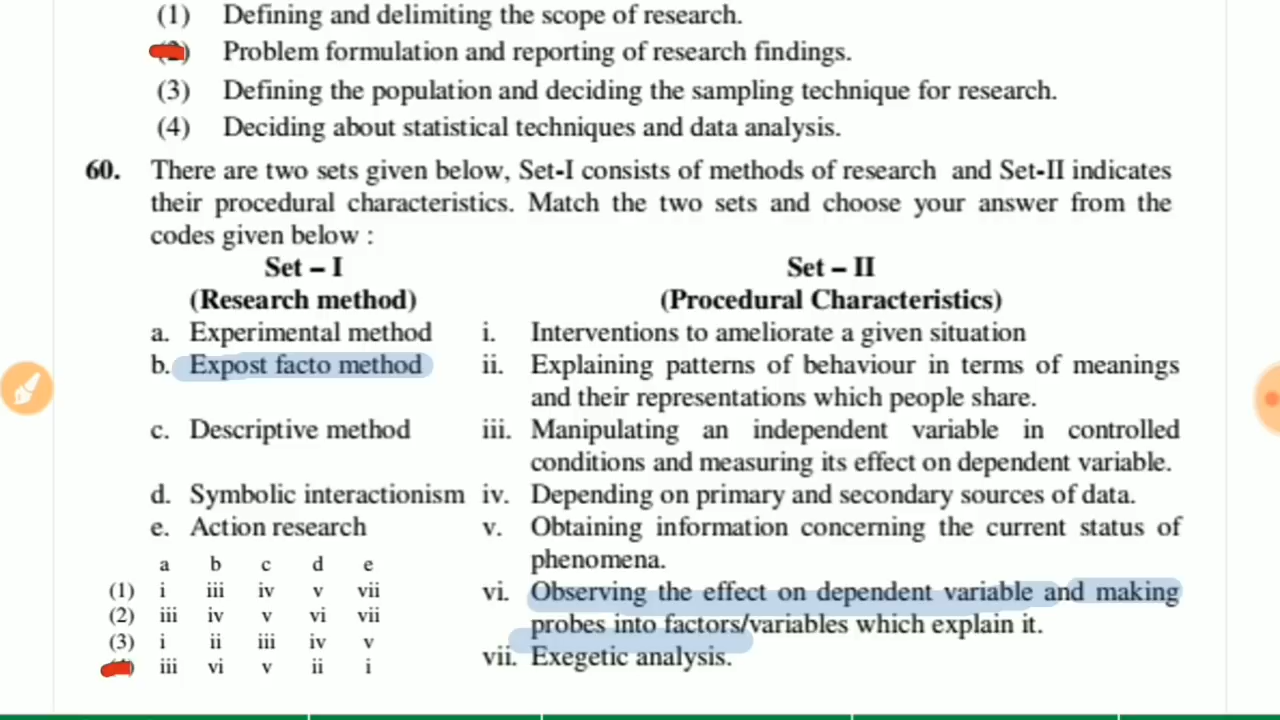 (1) Defining and delimiting the scope of research.
Problem formulation and reporting of research findings.
(3) Defining the population and deciding the sampling technique for research.
(4) Deciding about statistical techniques and data analysis.
60. There are two sets given below, Set-I consists of methods of research and Set-II indicates
their procedural characteristics. Match the two sets and choose your answer from the
codes given below :
Set – I Set – II
(Research method) (Procedural Characteristics)
a. Experimental method i. Interventions to ameliorate a given situation
b. Expost facto method ii. Explaining patterns of behaviour in terms of meanings
and their representations which people share.
c. Descriptive method iii. Manipulating an independent variable in controlled
conditions and measuring its effect on dependent variable.
d. Symbolic interactionism iv. Depending on primary and secondary sources of data.
e. Action research v. Obtaining information concerning the current status of
phenomena.
a b c d e
(1) i iii iv v vii
vi. Observing the effect on dependent variable and making
(2) iii iv v vi vii
probes into factors/variables which explain it.
(3) i ii iii iv v
vii. Exegetic analysis.
iii vi v ii i